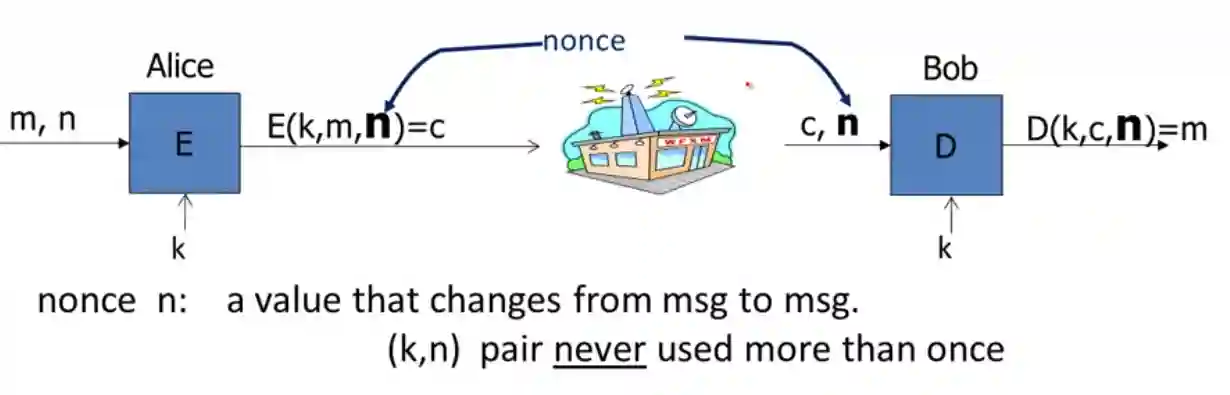 nonce
Alice
Bob
m, n
E
E(k,m,n)=c
c, n
D
D(k,c,n)=m
k
k
nonce n: a value that changes from msg to msg.
(k,n) pair never used more than once